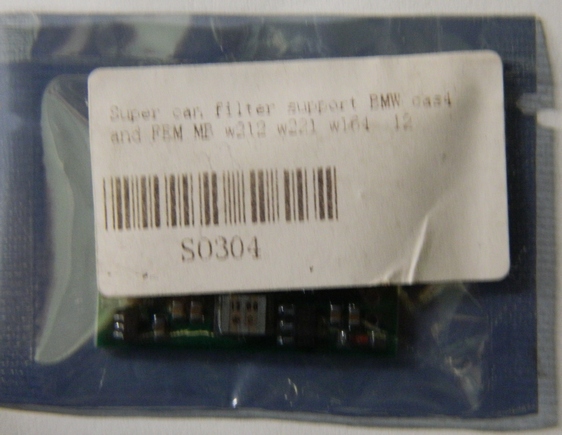 Super can filter support BMW cas4
and FEM MB w212 w221 w164 12
S0304